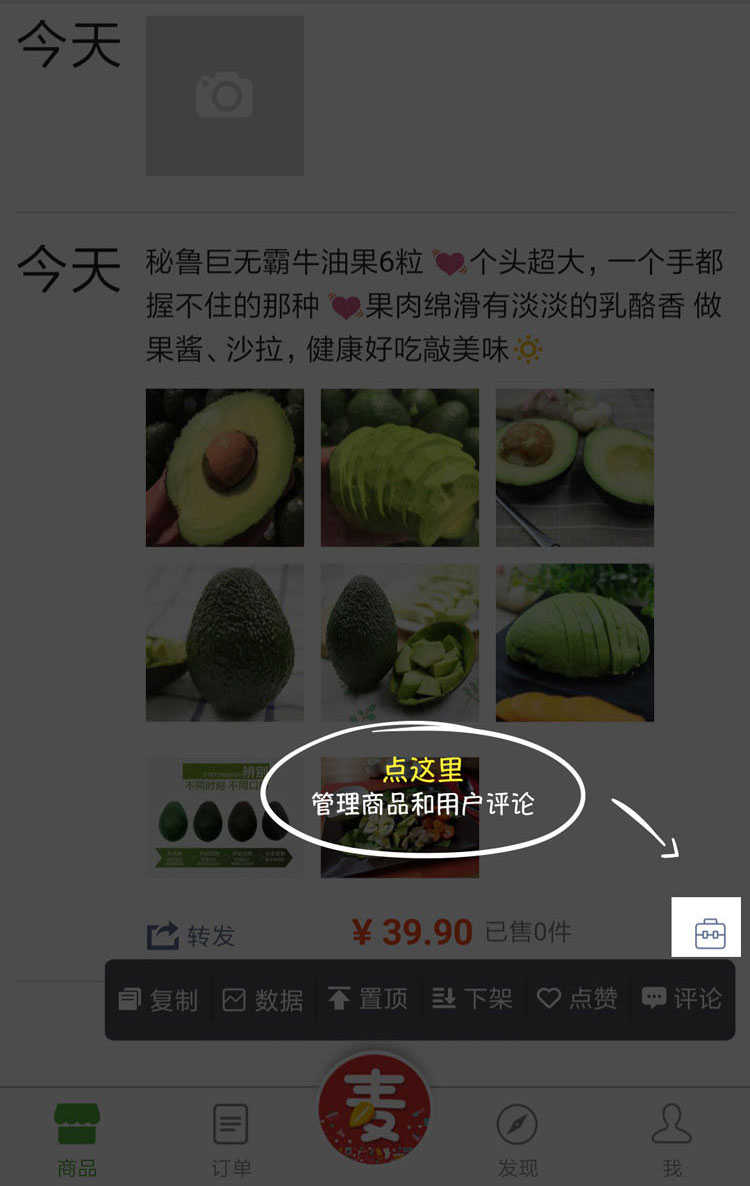 今天
今天
秘鲁巨无霸牛油果6粒 💓个头超大，一个手都
握不住的那种 💓果肉绵滑有淡淡的乳酪香 做
果酱、沙拉，健康好吃敲美味🔆
辨别
不同时刻 不同口
点这里
管理商品和用户评论
转发
¥ 39.90
已售0件
复制
数据
置顶
下架
点赞
评论
麦
商品
订单
发现
我